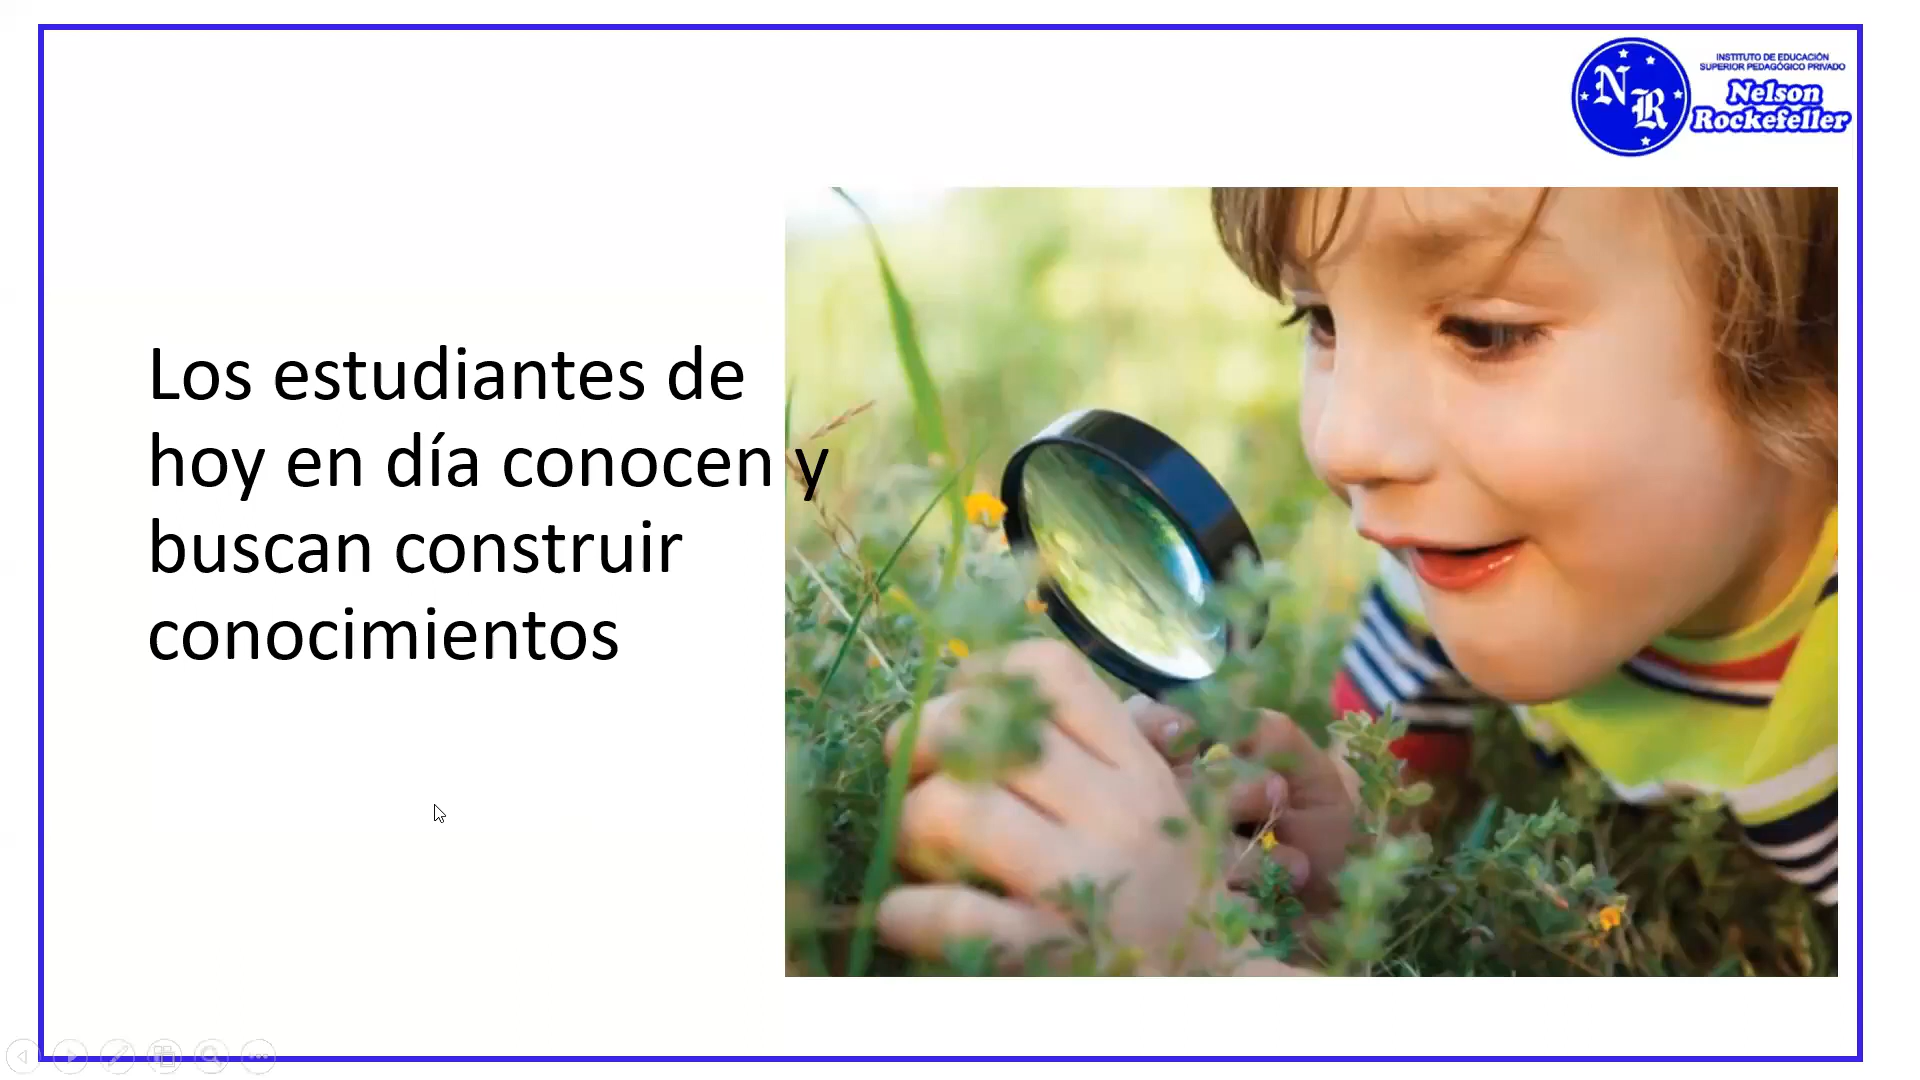 INSTITUTO DE EDUCACIÓN
SUPERIOR PEDAGÓGICO PRIVADO
N R
Nelson
Rockefeller
Los estudiantes de
hoy en día conocen y
buscan construir
conocimientos